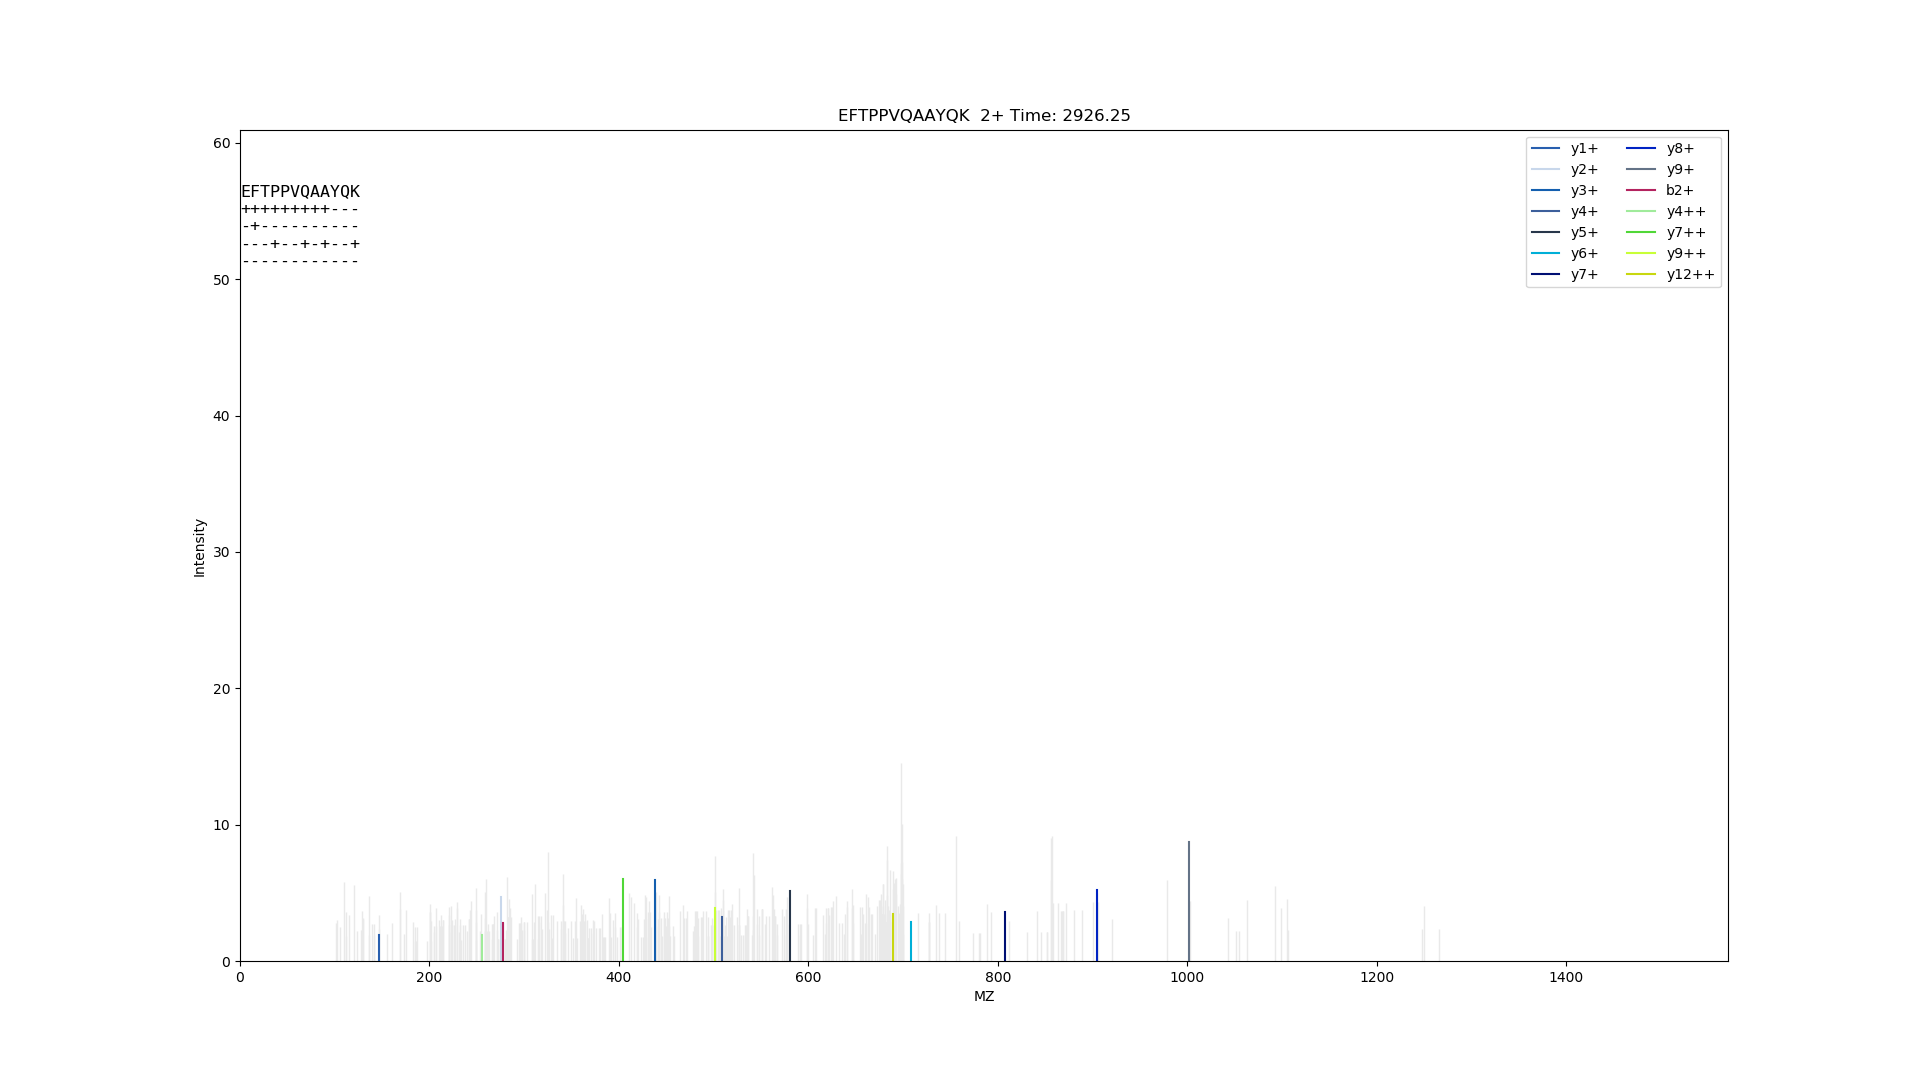 EFTPPVQAAYQK  2+ Time: 2926.25
60
50
40
30
20
10
0
Intensity
EFTPPVQAAYQK
+++++++++---
-+----------
---+--+-+--+
------------
y1+
y2+
y3+
y4+
y5+
y6+
y7+
y8+
y9+
b2+
y4++
y7++
y9++
y12++
0 200 400 600 800 1000 1200 1400
MZ